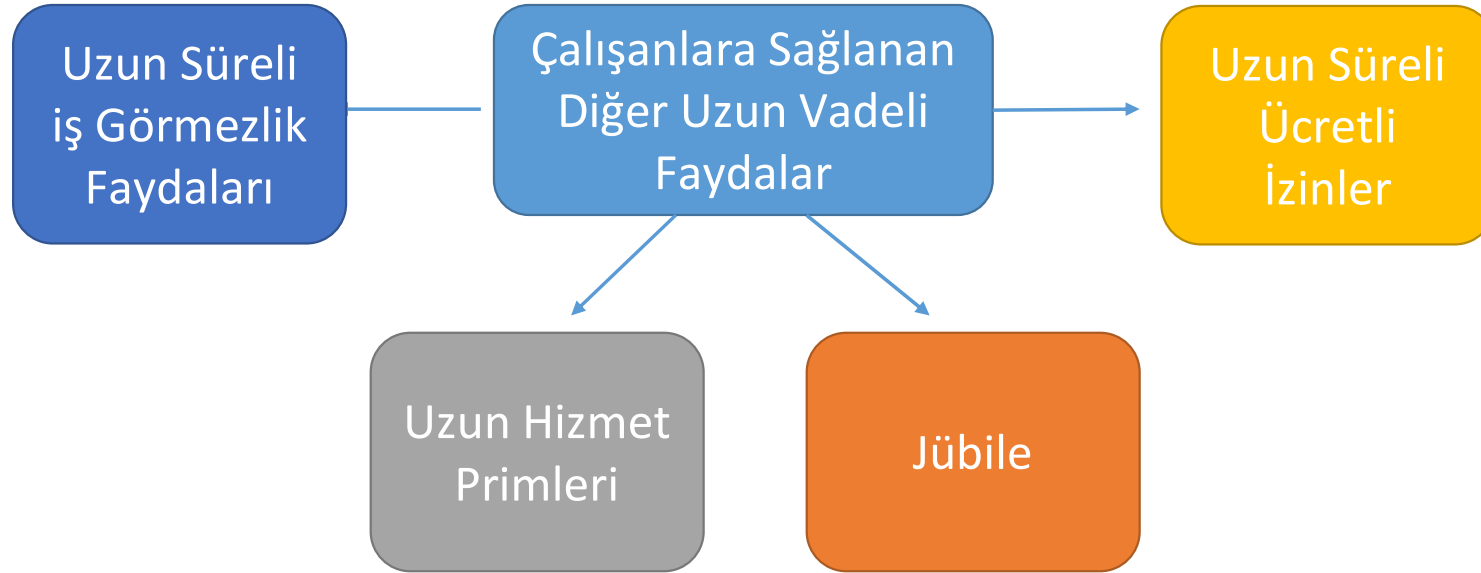 Uzun Süreli
iş Görmezlik
Faydaları
Çalışanlara Sağlanan
Diğer Uzun Vadeli
Faydalar
Uzun Süreli
Ücretli
İzinler
Uzun Hizmet
Primleri
Jübile